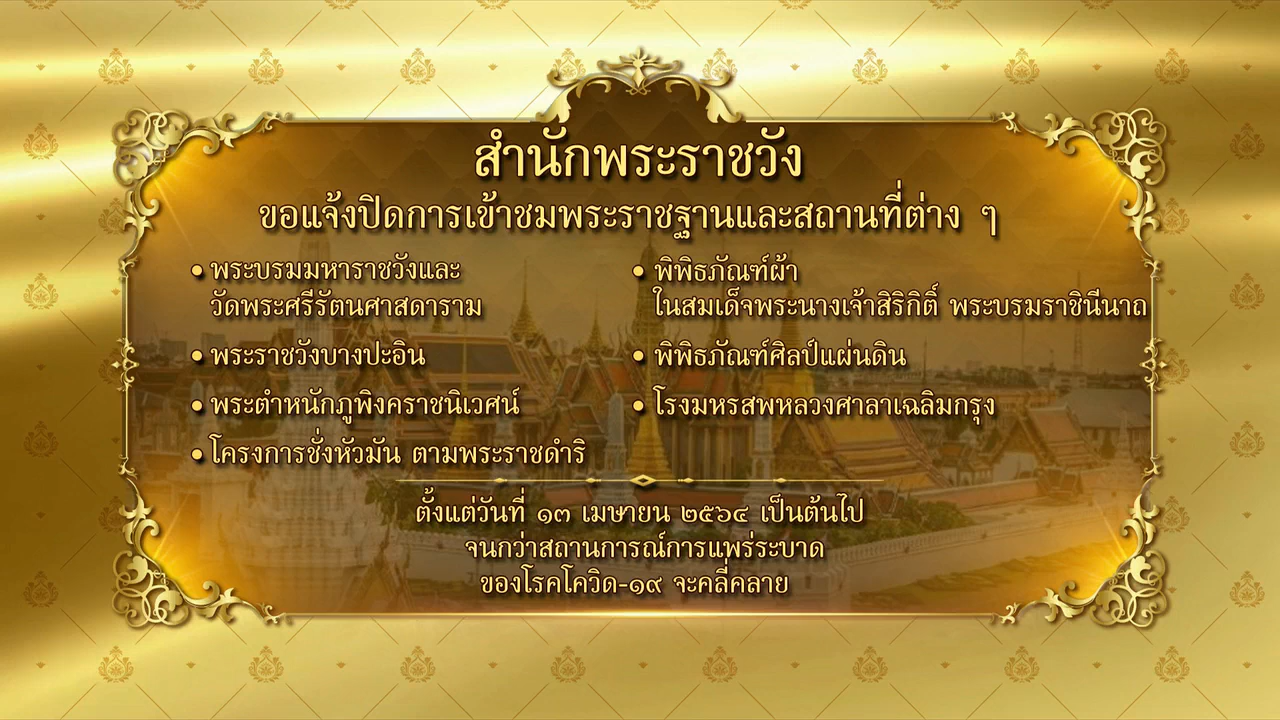 สำนักพระราชวัง
ขอแจ้งปิดการเข้าชมพระราชฐานและสถานที่ต่าง ๆ
• พระบรมมหาราชวังและ
วัดพระศรีรัตนศาสดาราม
• พระราชวังบางปะอิน
• พระตำหนักภูพิงคราชนิเวศน์
• โครงการชั่งหัวมัน ตามพระราชดำริ
• พิพิธภัณฑ์ผ้า
ในสมเด็จพระนางเจ้าสิริกิติ์ พระบรมราชินีนาถ
• พิพิธภัณฑ์ศิลป์แผ่นดิน
• โรงมหรสพหลวงศาลาเฉลิมกรุง
ตั้งแต่วันที่ ๑๓ เมษายน ๒๕๖๔ เป็นต้นไป
จนกว่าสถานการณ์การแพร่ระบาด
ของโรคโควิด-๑๙ จะคลี่คลาย